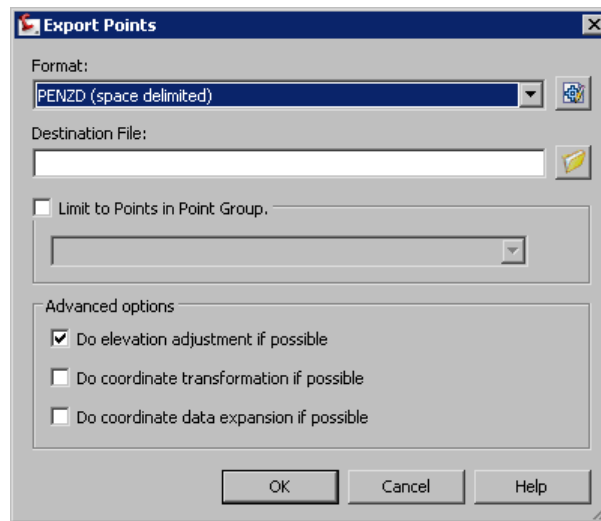 Export Points
Format:
PENZD (space delimited)
Destination File:
Limit to Points in Point Group.
Advanced options
Do elevation adjustment if possible
Do coordinate transformation if possible
Do coordinate data expansion if possible
OK Cancel Help